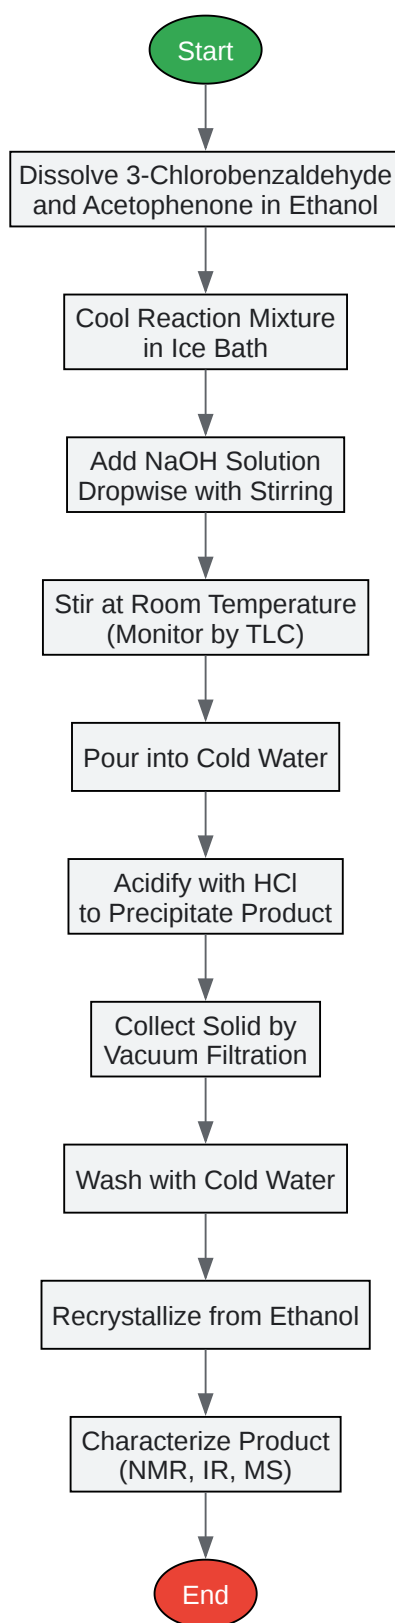 Start
Dissolve 3-Chlorobenzaldehyde
and Acetophenone in Ethanol
Cool Reaction Mixture
in Ice Bath
Add NaOH Solution
Dropwise with Stirring
Stir at Room Temperature
(Monitor by TLC)
Pour into Cold Water
Acidify with HCl
to Precipitate Product
Collect Solid by
Vacuum Filtration
Wash with Cold Water
Recrystallize from Ethanol
Characterize Product
(NMR, IR, MS)
End